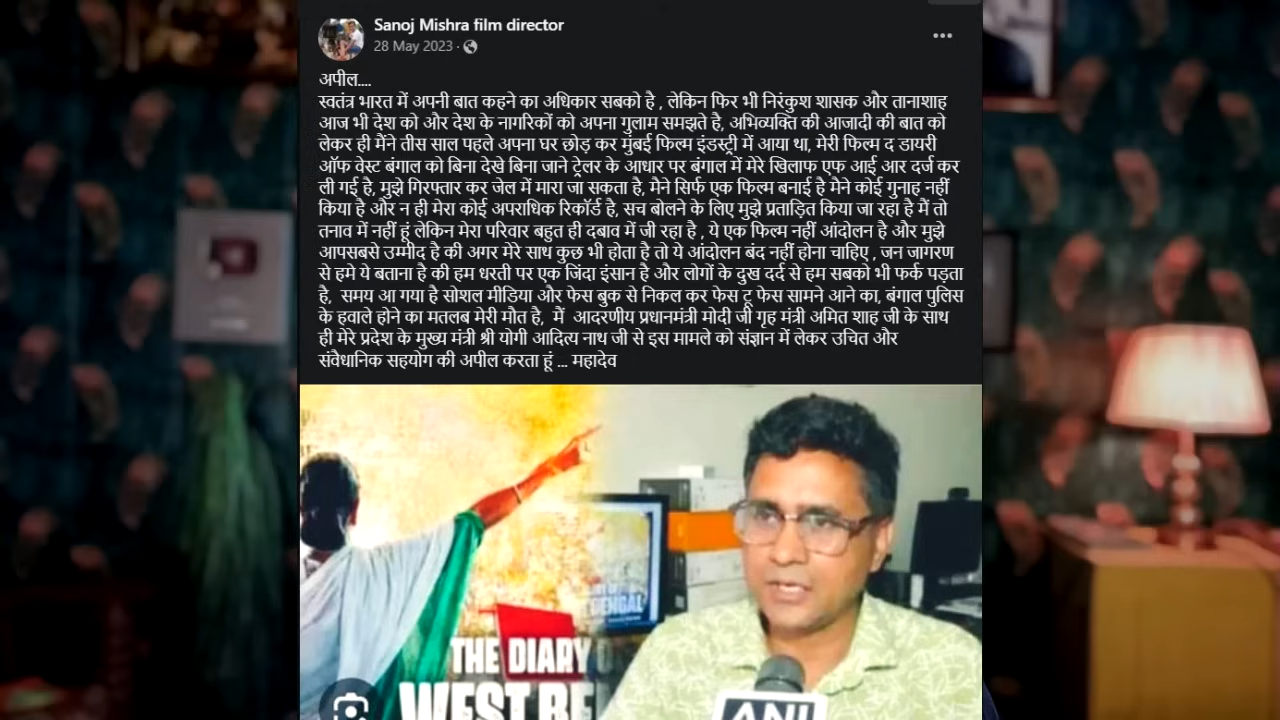 Sanoj Mishra film director
28 May 2023 ·
अपील....
स्वतंत्र भारत में अपनी बात कहने का अधिकार सबको है , लेकिन फिर भी निरंकुश शासक और तानाशाह
आज भी देश को और देश के नागरिकों को अपना गुलाम समझते है, अभिव्यक्ति की आजादी की बात को
लेकर ही मैंने तीस साल पहले अपना घर छोड़ कर मुंबई फिल्म इंडस्ट्री में आया था, मेरी फिल्म द डायरी
ऑफ वेस्ट बंगाल को बिना देखे बिना जाने ट्रेलर के आधार पर बंगाल में मेरे खिलाफ एफ आई आर दर्ज कर
ली गई है, मुझे गिरफ्तार कर जेल में मारा जा सकता है, मैने सिर्फ एक फिल्म बनाई है मैने कोई गुनाह नहीं
किया है और न ही मेरा कोई अपराधिक रिकॉर्ड है, सच बोलने के लिए मुझे प्रताड़ित किया जा रहा है मैं तो
तनाव में नहीं हूं लेकिन मेरा परिवार बहुत ही दबाव में जी रहा है , ये एक फिल्म नहीं आंदोलन है और मुझे
आपसबसे उम्मीद है की अगर मेरे साथ कुछ भी होता है तो ये आंदोलन बंद नहीं होना चाहिए , जन जागरण
से हमे ये बताना है की हम धरती पर एक जिंदा इंसान है और लोगों के दुख दर्द से हम सबको भी फर्क पड़ता
है,  समय आ गया है सोशल मीडिया और फेस बुक से निकल कर फेस टू फेस सामने आने का, बंगाल पुलिस
के हवाले होने का मतलब मेरी मौत है,  मैं  आदरणीय प्रधानमंत्री मोदी जी गृह मंत्री अमित शाह जी के साथ
ही मेरे प्रदेश के मुख्य मंत्री श्री योगी आदित्य नाथ जी से इस मामले को संज्ञान में लेकर उचित और
संवैधानिक सहयोग की अपील करता हूं ... महादेव
BENGAL
THE DIARY O
WEST BE
ANI